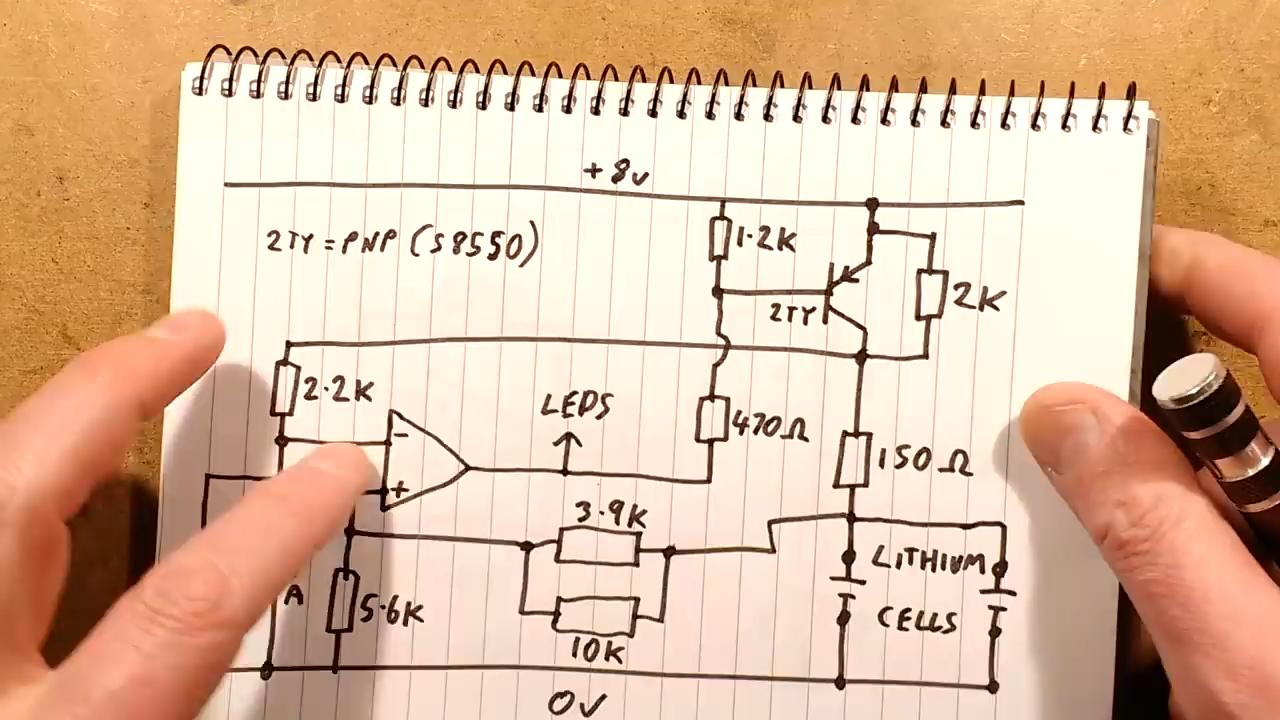 +8v
2TY = PNP (S8550)
1.2K
2TY
2K
2.2K
LEDS
470Ω
-
+
150Ω
3.9K
LITHIUM
A
5.6K
CELLS
10K
0V